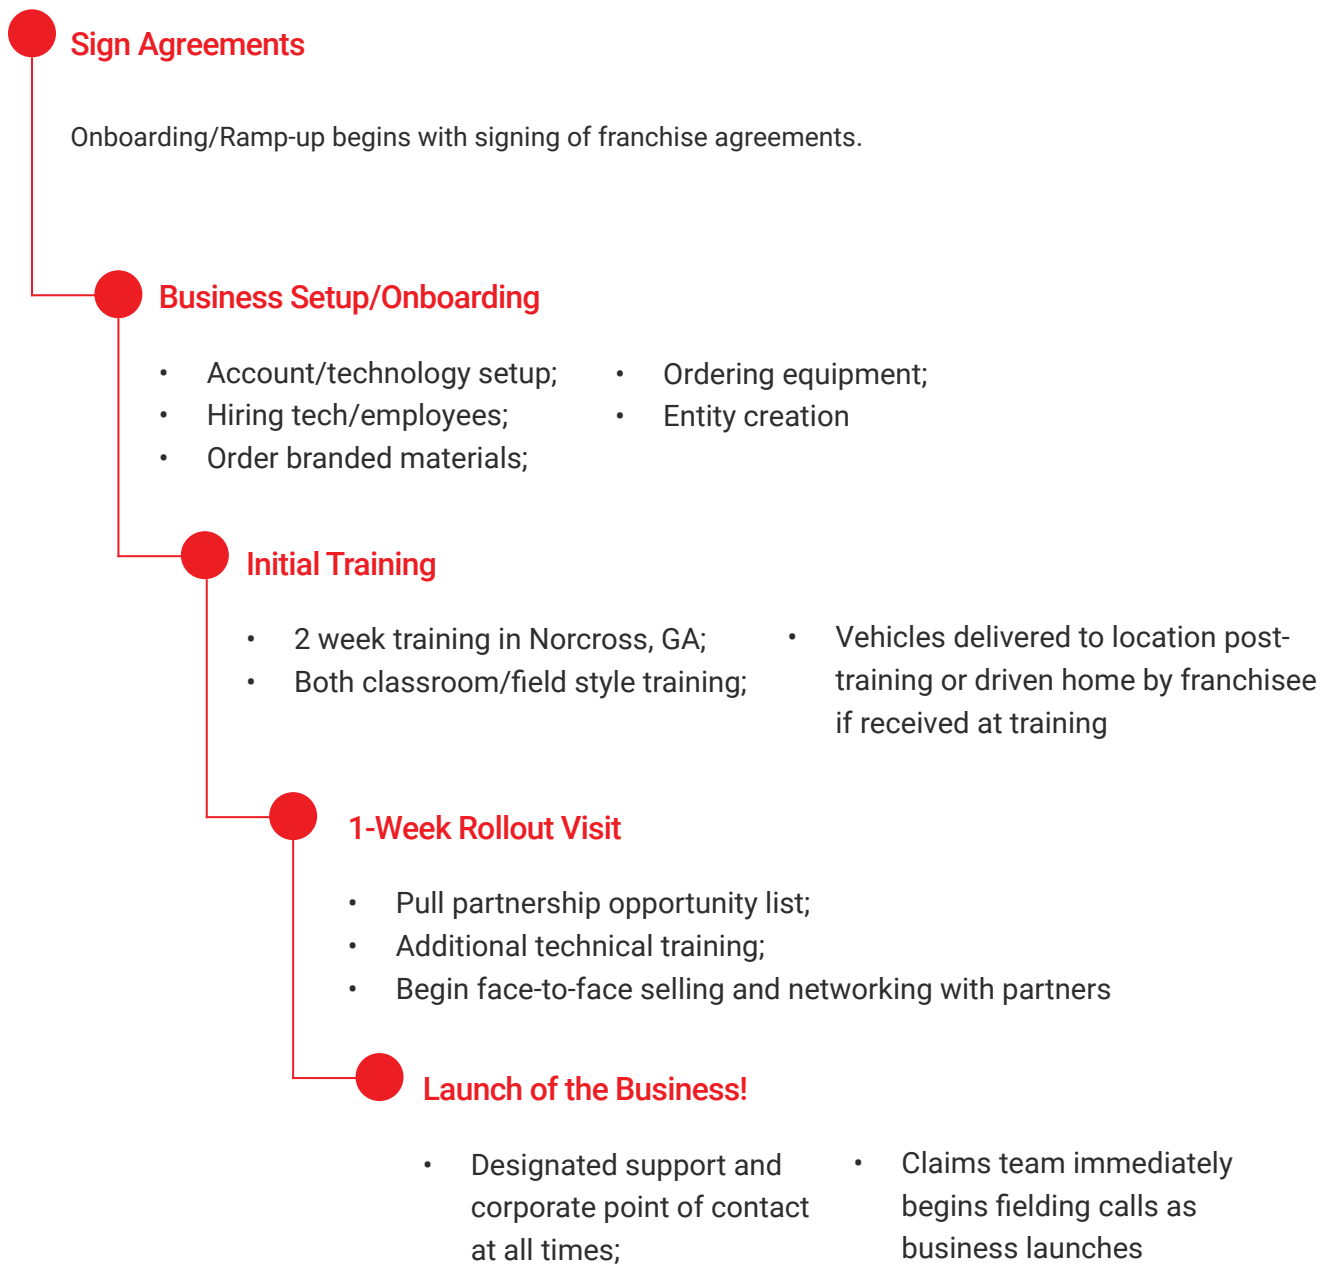 Sign Agreements
Onboarding/Ramp-up begins with signing of franchise agreements.
Business Setup/Onboarding
• Account/technology setup;
• Hiring tech/employees;
• Order branded materials;
• Ordering equipment;
• Entity creation
Initial Training
• 2 week training in Norcross, GA;
• Both classroom/field style training;
• Vehicles delivered to location post-
training or driven home by franchisee
if received at training
1-Week Rollout Visit
• Pull partnership opportunity list;
• Additional technical training;
• Begin face-to-face selling and networking with partners
Launch of the Business!
• Designated support and
corporate point of contact
at all times;
• Claims team immediately
begins fielding calls as
business launches